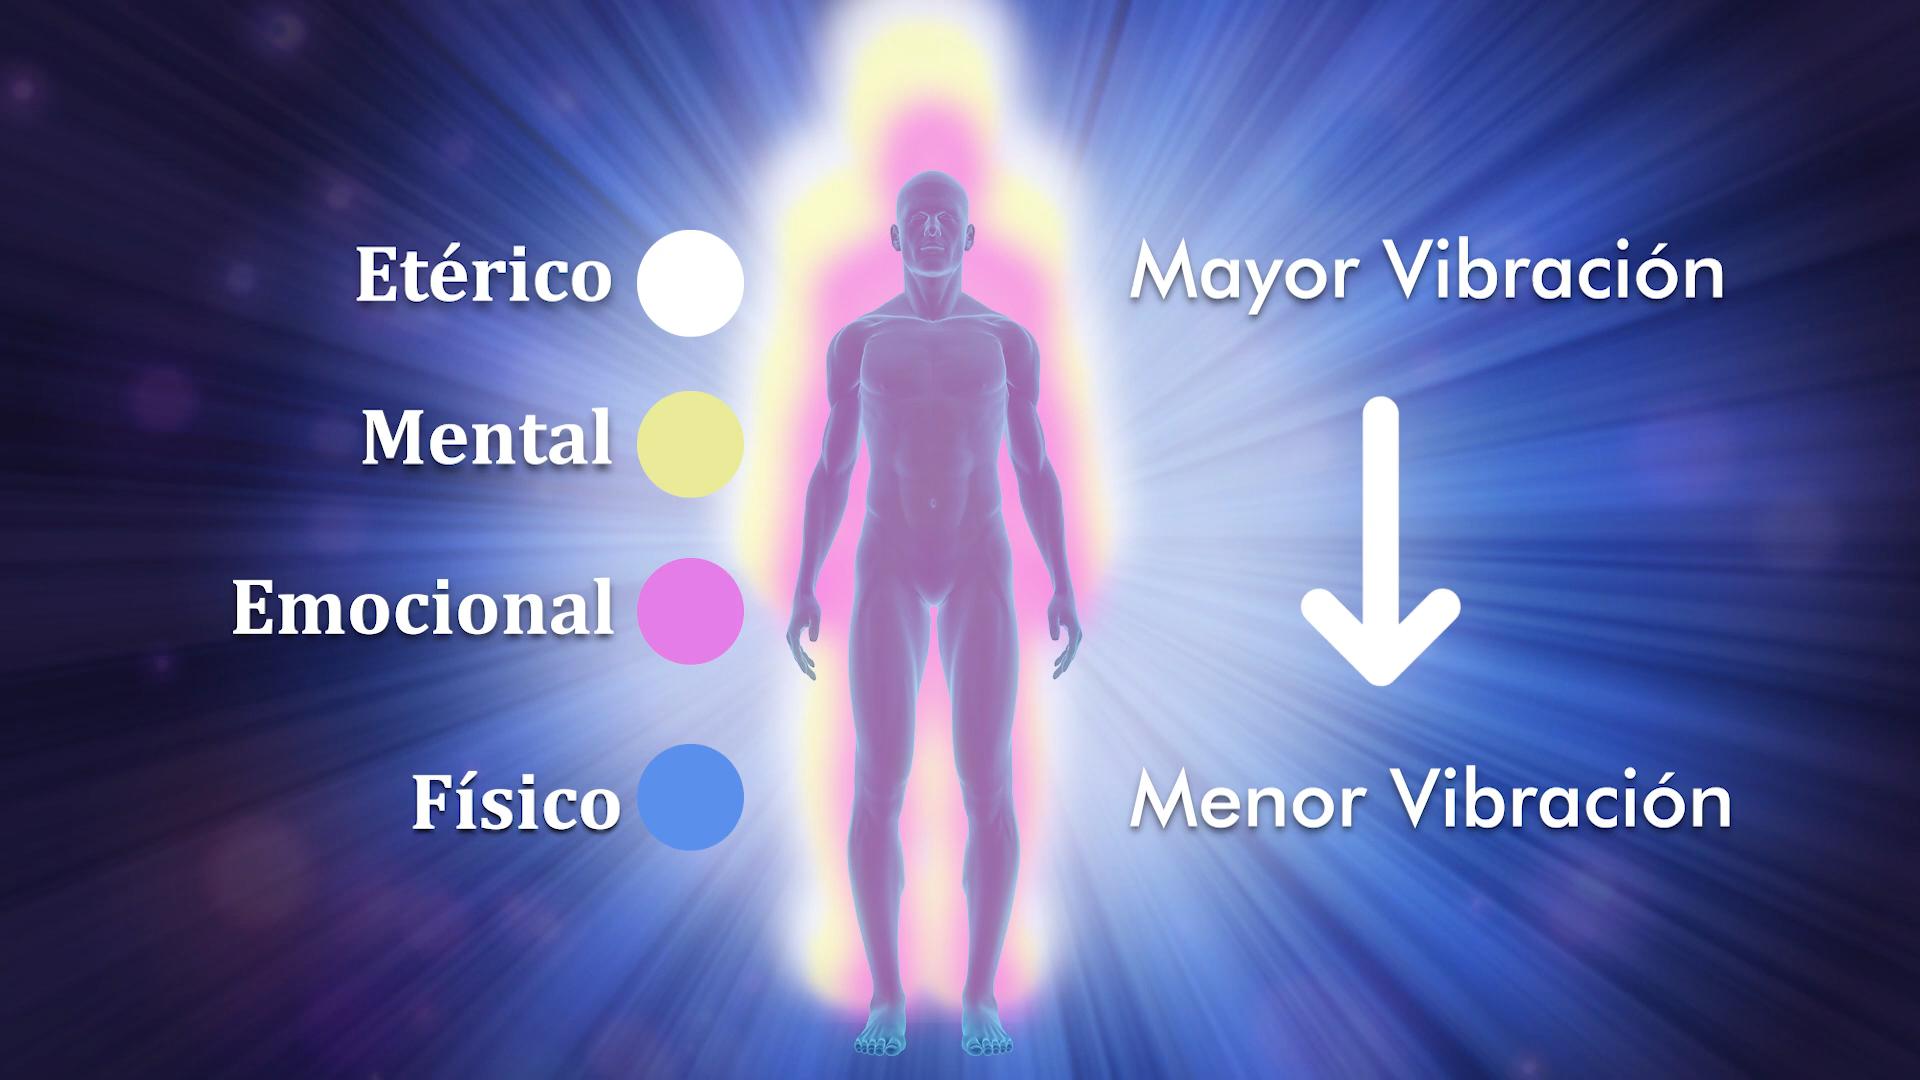 Etérico
Mental
Emocional
Físico
Mayor Vibración
Menor Vibración